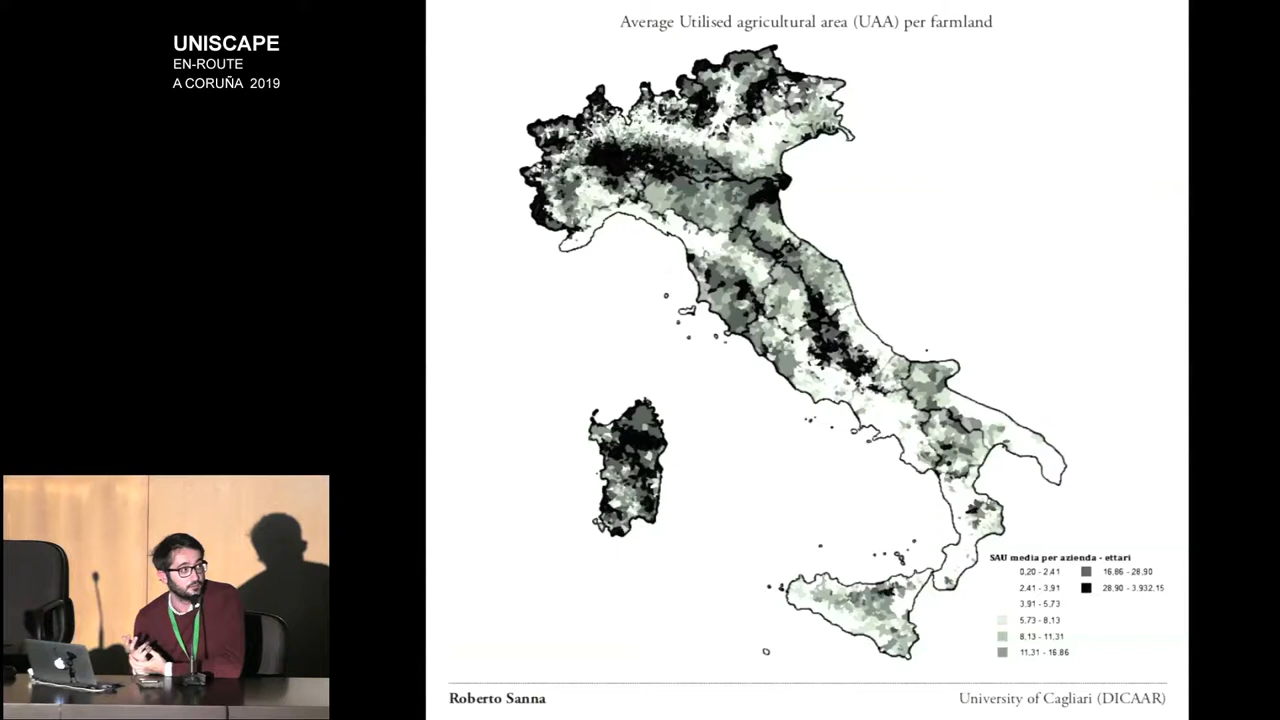 UNISCAPE
EN-ROUTE
A CORUÑA 2019
Average Utilised agricultural area (UAA) per farmland
SAU media per azienda - ettari
0,20 - 2,41
2,41 - 3,91
3,91 - 5,73
5,73 - 8,13
8,13 - 11,31
11,31 - 16,86
16,86 - 28,90
28,90 - 3.932,15
Roberto Sanna
University of Cagliari (DICAAR)